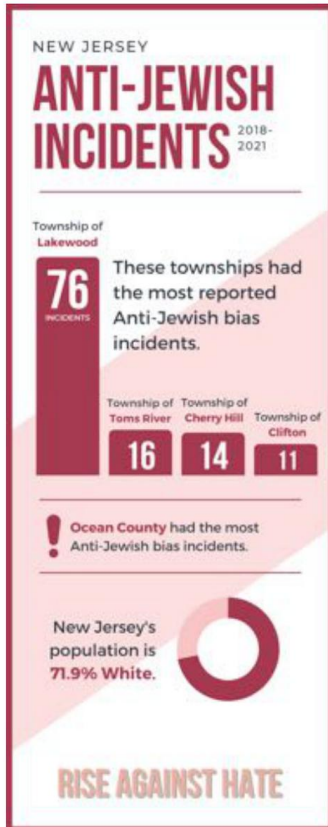 NEW JERSEY
ANTI-JEWISH
INCIDENTS 2018-
2021
Township of
Lakewood
76
INCIDENTS
These townships had
the most reported
Anti-Jewish bias
incidents.
Township of
Toms River
16
Township of
Cherry Hill
14
Township of
Clifton
11
! Ocean County had the most
Anti-Jewish bias incidents.
New Jersey's
population is
71.9% White.
RISE AGAINST HATE